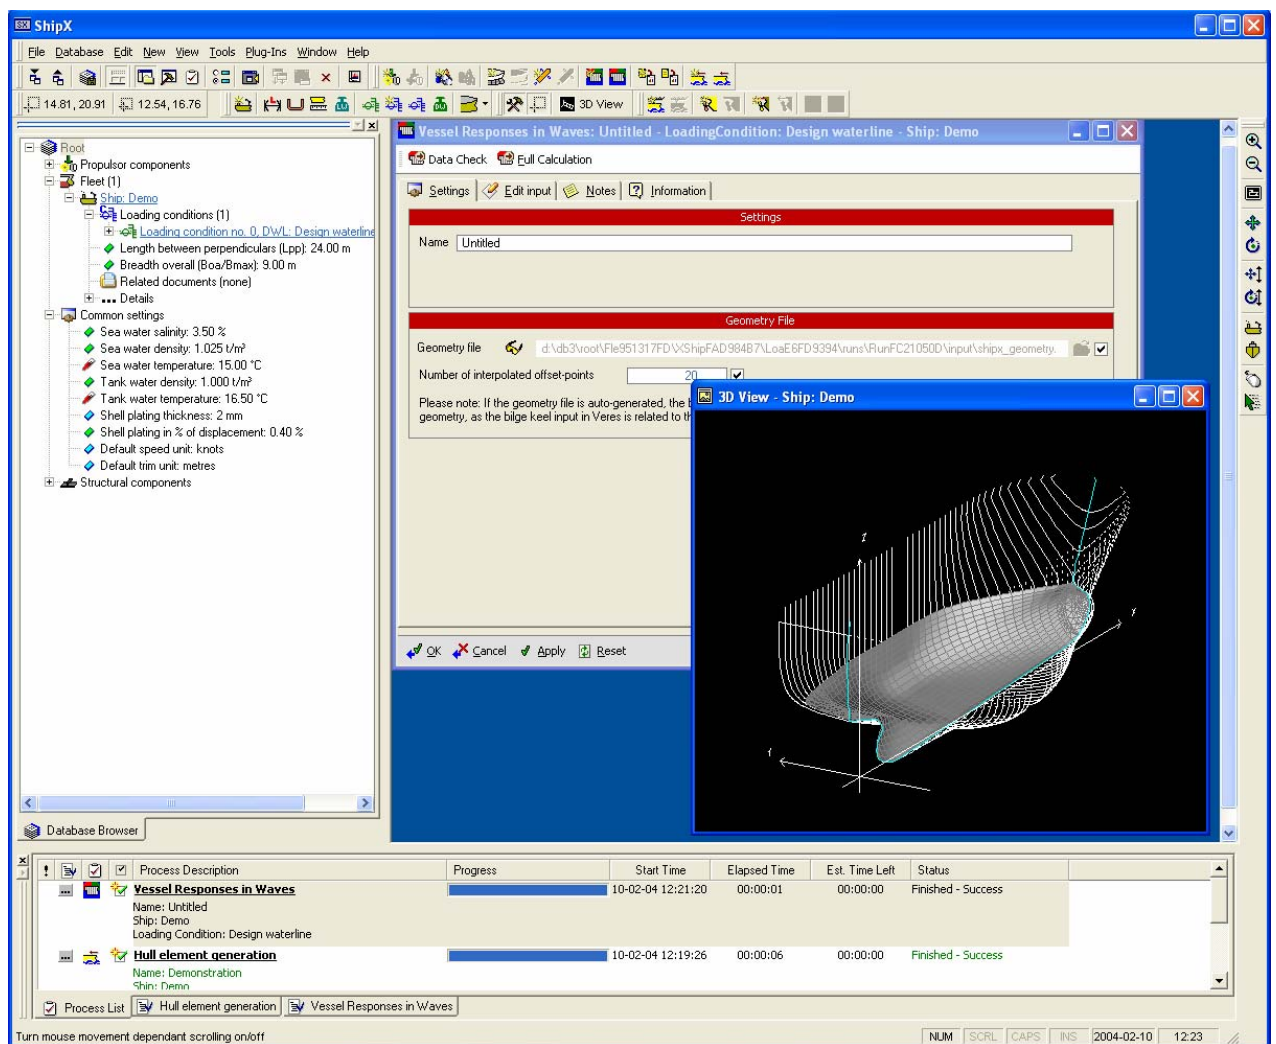 ShipX
File Database Edit New View Tools Plug-Ins Window Help
14.81, 20.91 12.54, 16.76 3D View
Root
Propulsor components
Fleet (1)
Ship: Demo
Loading conditions (1)
Loading condition no. 0, DWL: Design waterline
Length between perpendiculars (Lpp): 24.00 m
Breadth overall (Boa/Bmax): 9.00 m
Related documents (none)
Details
Common settings
Sea water salinity: 3.50 %
Sea water density: 1.025 t/m³
Sea water temperature: 15.00 °C
Tank water density: 1.000 t/m³
Tank water temperature: 16.50 °C
Shell plating thickness: 2 mm
Shell plating in % of displacement: 0.40 %
Default speed unit: knots
Default trim unit: metres
Structural components
Database Browser
Vessel Responses in Waves: Untitled - LoadingCondition: Design waterline - Ship: Demo
Data Check Full Calculation
Settings Edit input Notes Information
Settings
Name Untitled
Geometry File
Geometry file d:\db3\root\Fle951317FD\XShipFAD984B7\LoaE6FD9394\runs\RunFC21050D\input\shipx_geometry.
Number of interpolated offset-points 20
Please note: If the geometry file is auto-generated, the
geometry, as the bilge keel input in Veres is related to
OK Cancel Apply Reset
3D View - Ship: Demo
Z
! Process Description Progress Start Time Elapsed Time Est. Time Left Status
Vessel Responses in Waves 10-02-04 12:21:20 00:00:01 00:00:00 Finished - Success
Name: Untitled
Ship: Demo
Loading Condition: Design waterline
Hull element generation 10-02-04 12:19:26 00:00:06 00:00:00 Finished - Success
Name: Demonstration
Ship: Demo
Process List Hull element generation Vessel Responses in Waves
Turn mouse movement dependant scrolling on/off NUM SCRL CAPS INS 2004-02-10 12:23